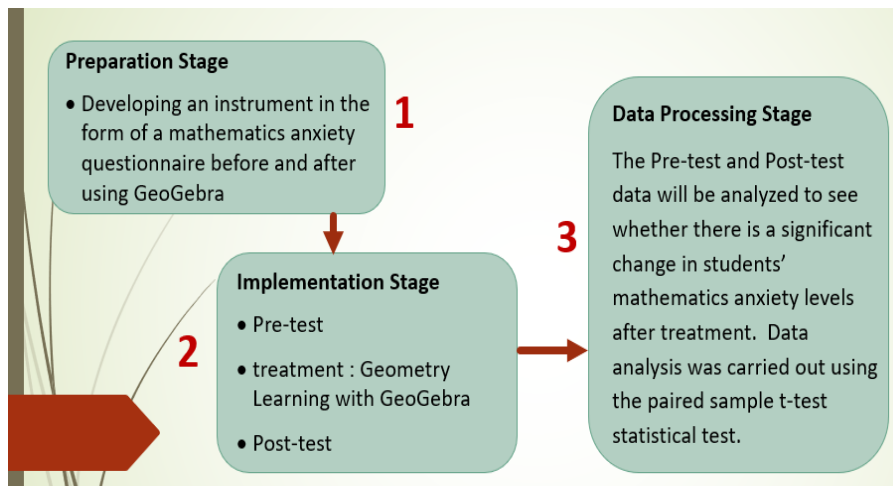 Preparation Stage
• Developing an instrument in the
form of a mathematics anxiety
questionnaire before and after
using GeoGebra
1
2
Implementation Stage
• Pre-test
• treatment : Geometry
Learning with GeoGebra
• Post-test
3
Data Processing Stage
The Pre-test and Post-test
data will be analyzed to see
whether there is a significant
change in students’
mathematics anxiety levels
after treatment. Data
analysis was carried out using
the paired sample t-test
statistical test.